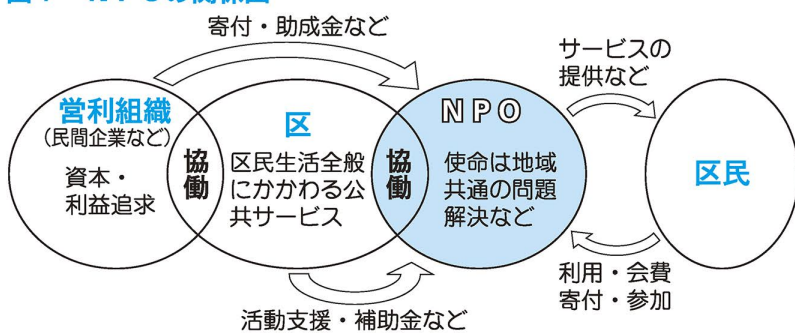 寄付・助成金など
サービスの
提供など
営利組織
(民間企業など)
資本・
利益追求
協働
区
区民生活全般
にかかわる公
共サービス
協働
NPO
使命は地域
共通の問題
解決など
区民
利用・会費
寄付・参加
活動支援・補助金など